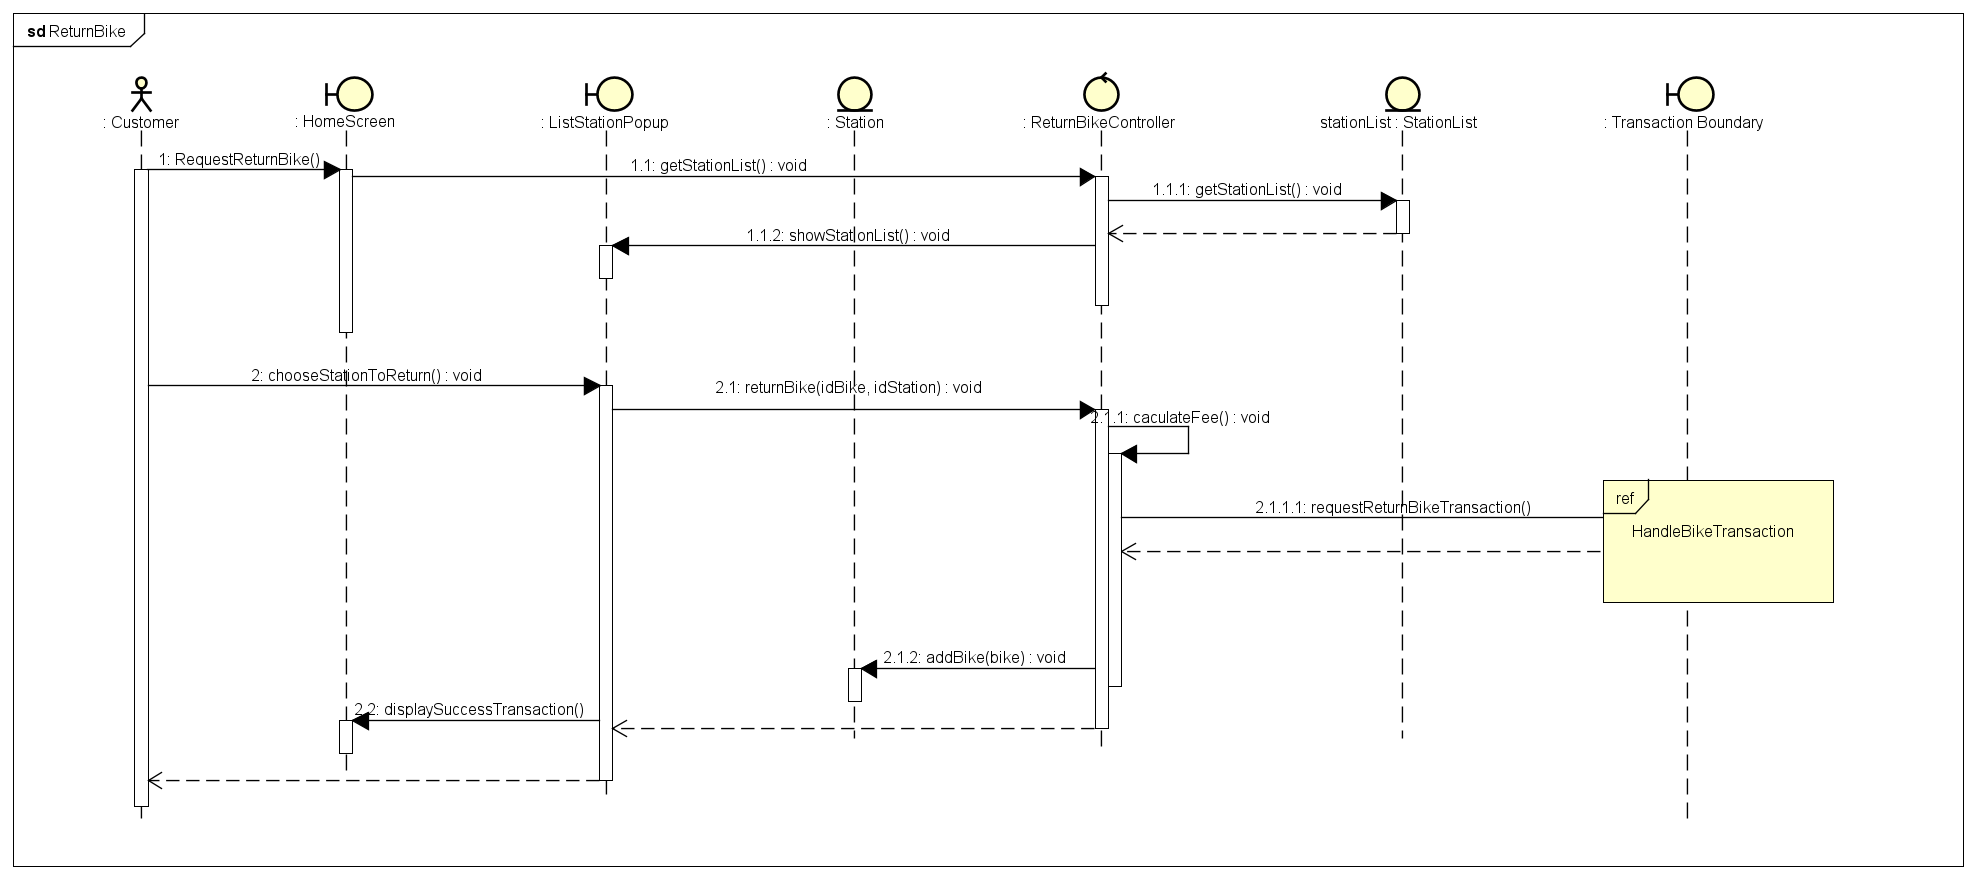 sd ReturnBike
: Customer
: HomeScreen
: ListStationPopup
: Station
: ReturnBikeController
stationList : StationList
: Transaction Boundary
1: RequestReturnBike()
1.1: getStationList() : void
1.1.1: getStationList() : void
1.1.2: showStationList() : void
2: chooseStationToReturn() : void
2.1: returnBike(idBike, idStation) : void
2.1.1: caculateFee() : void
ref
2.1.1.1: requestReturnBikeTransaction()
HandleBikeTransaction
2.1.2: addBike(bike) : void
2.2: displaySuccessTransaction()